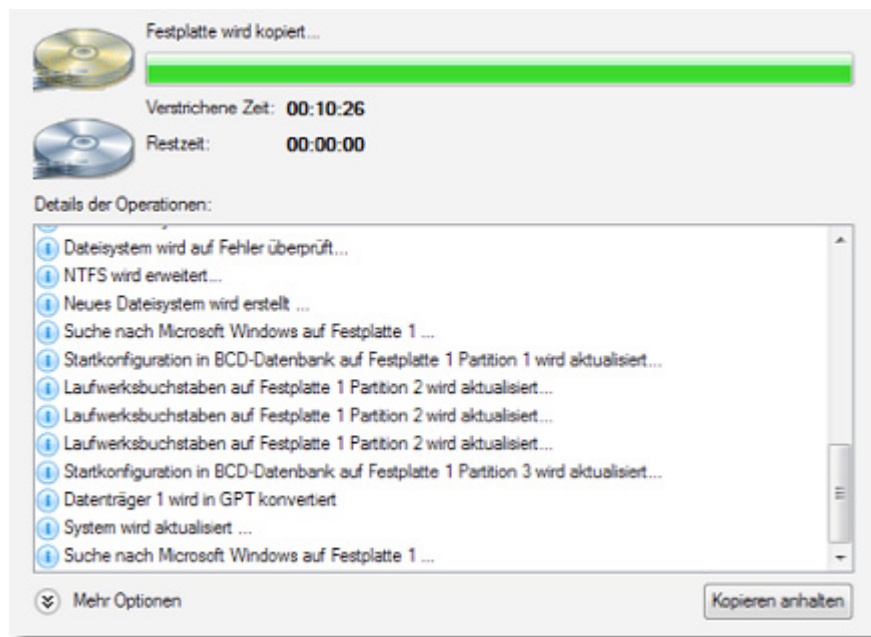 Festplatte wird kopiert...
Verstrichene Zeit: 00:10:26
Restzeit: 00:00:00
Details der Operationen:
Dateisystem wird auf Fehler überprüft...
NTFS wird erweitert...
Neues Dateisystem wird erstellt ...
Suche nach Microsoft Windows auf Festplatte 1 ...
Startkonfiguration in BCD-Datenbank auf Festplatte 1 Partition 1 wird aktualisiert...
Laufwerksbuchstaben auf Festplatte 1 Partition 2 wird aktualisiert...
Laufwerksbuchstaben auf Festplatte 1 Partition 2 wird aktualisiert...
Laufwerksbuchstaben auf Festplatte 1 Partition 2 wird aktualisiert...
Startkonfiguration in BCD-Datenbank auf Festplatte 1 Partition 3 wird aktualisiert...
Datenträger 1 wird in GPT konvertiert
System wird aktualisiert ...
Suche nach Microsoft Windows auf Festplatte 1 ...
Mehr Optionen
Kopieren anhalten